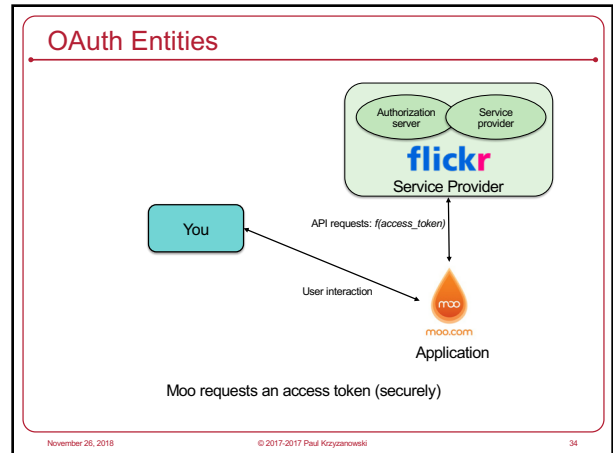 OAuth Entities
Authorization
server
Service
provider
flickr
Service Provider
You
API requests: f(access_token)
User interaction
moo
moo.com
Application
Moo requests an access token (securely)
November 26, 2018
© 2017-2017 Paul Krzyzanowski
34